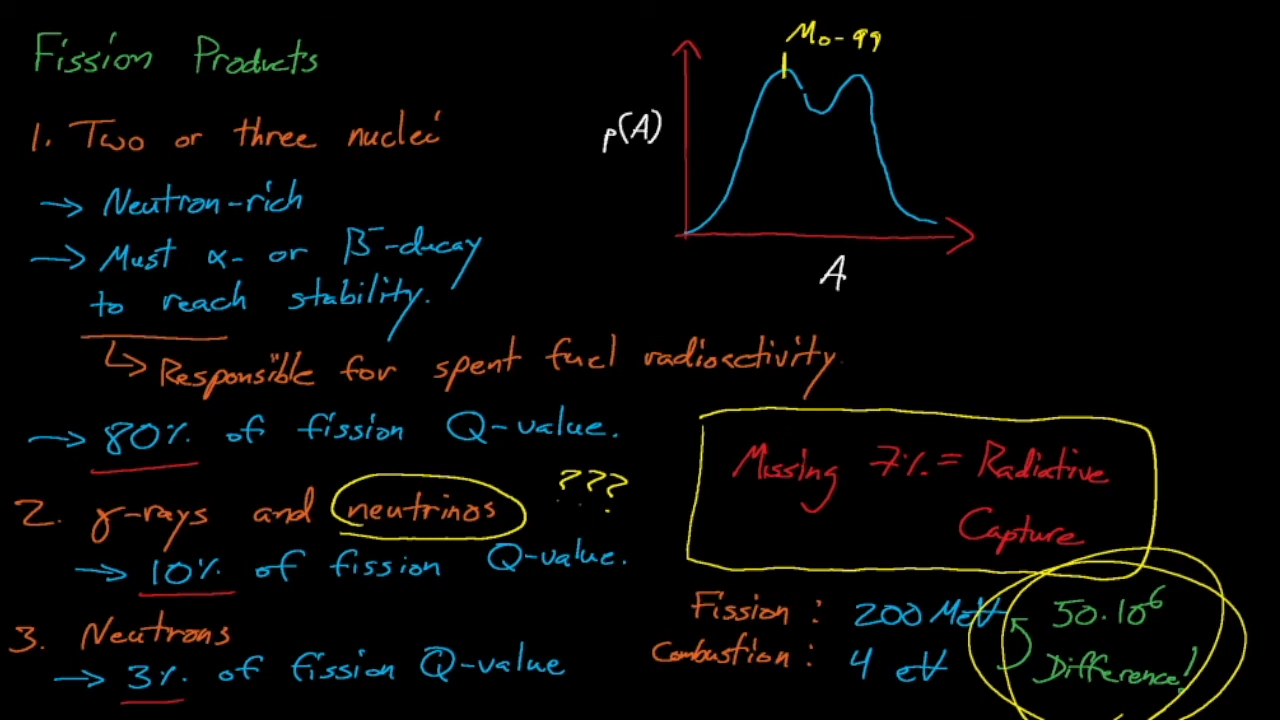 Fission Products
1. Two or three nuclei
→ Neutron-rich
→ Must α- or β⁻-decay
to reach stability.
↳ Responsible for spent fuel radioactivity.
→ 80% of fission Q-value.
2. γ-rays and neutrinos ???
→ 10% of fission Q-value.
3. Neutrons
→ 3% of fission Q-value
Mo-99
p(A)
A
Missing 7% = Radiative
Capture
Fission: 200 MeV
Combustion: 4 eV
50·10⁶
Difference!